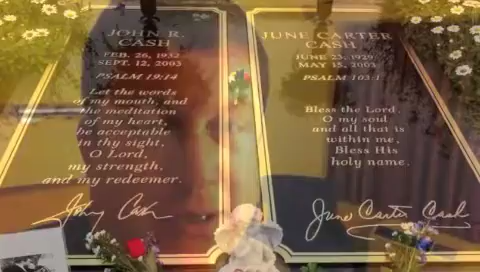 JOHN R.
CASH
FEB. 26, 1932
SEPT. 12, 2003
PSALM 19:14
Let the words
of my mouth, and
the meditation
of my heart,
be acceptable
in thy sight,
O Lord,
my strength,
and my redeemer.
Johnny Cash
JUNE CARTER
CASH
JUNE 23, 1929
MAY 15, 2003
PSALM 103:1
Bless the Lord,
O my soul
and all that is
within me,
Bless His
holy name.
June Carter Cash